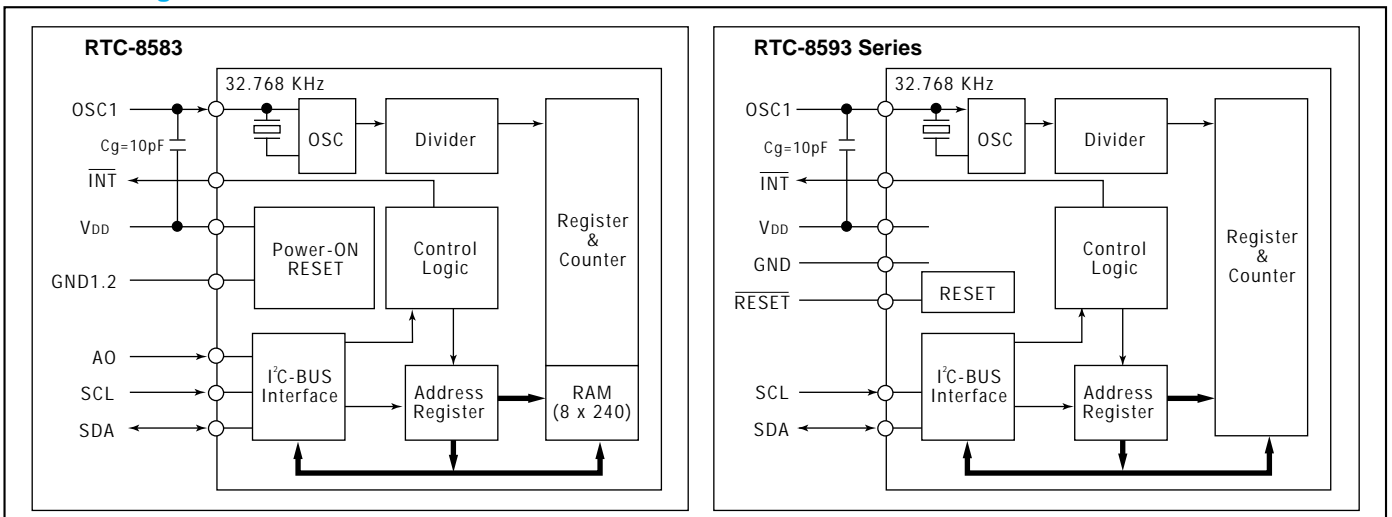 RTC-8583
32.768 KHz
OSC1
Cg=10pF
INT
VDD
GND1.2
AO
SCL
SDA
OSC
Divider
Power-ON
RESET
Control
Logic
Register
&
Counter
I²C-BUS
Interface
Address
Register
RAM
(8 x 240)
RTC-8593 Series
32.768 KHz
OSC1
Cg=10pF
INT
VDD
GND
RESET
SCL
SDA
OSC
Divider
RESET
Control
Logic
Register
&
Counter
I²C-BUS
Interface
Address
Register